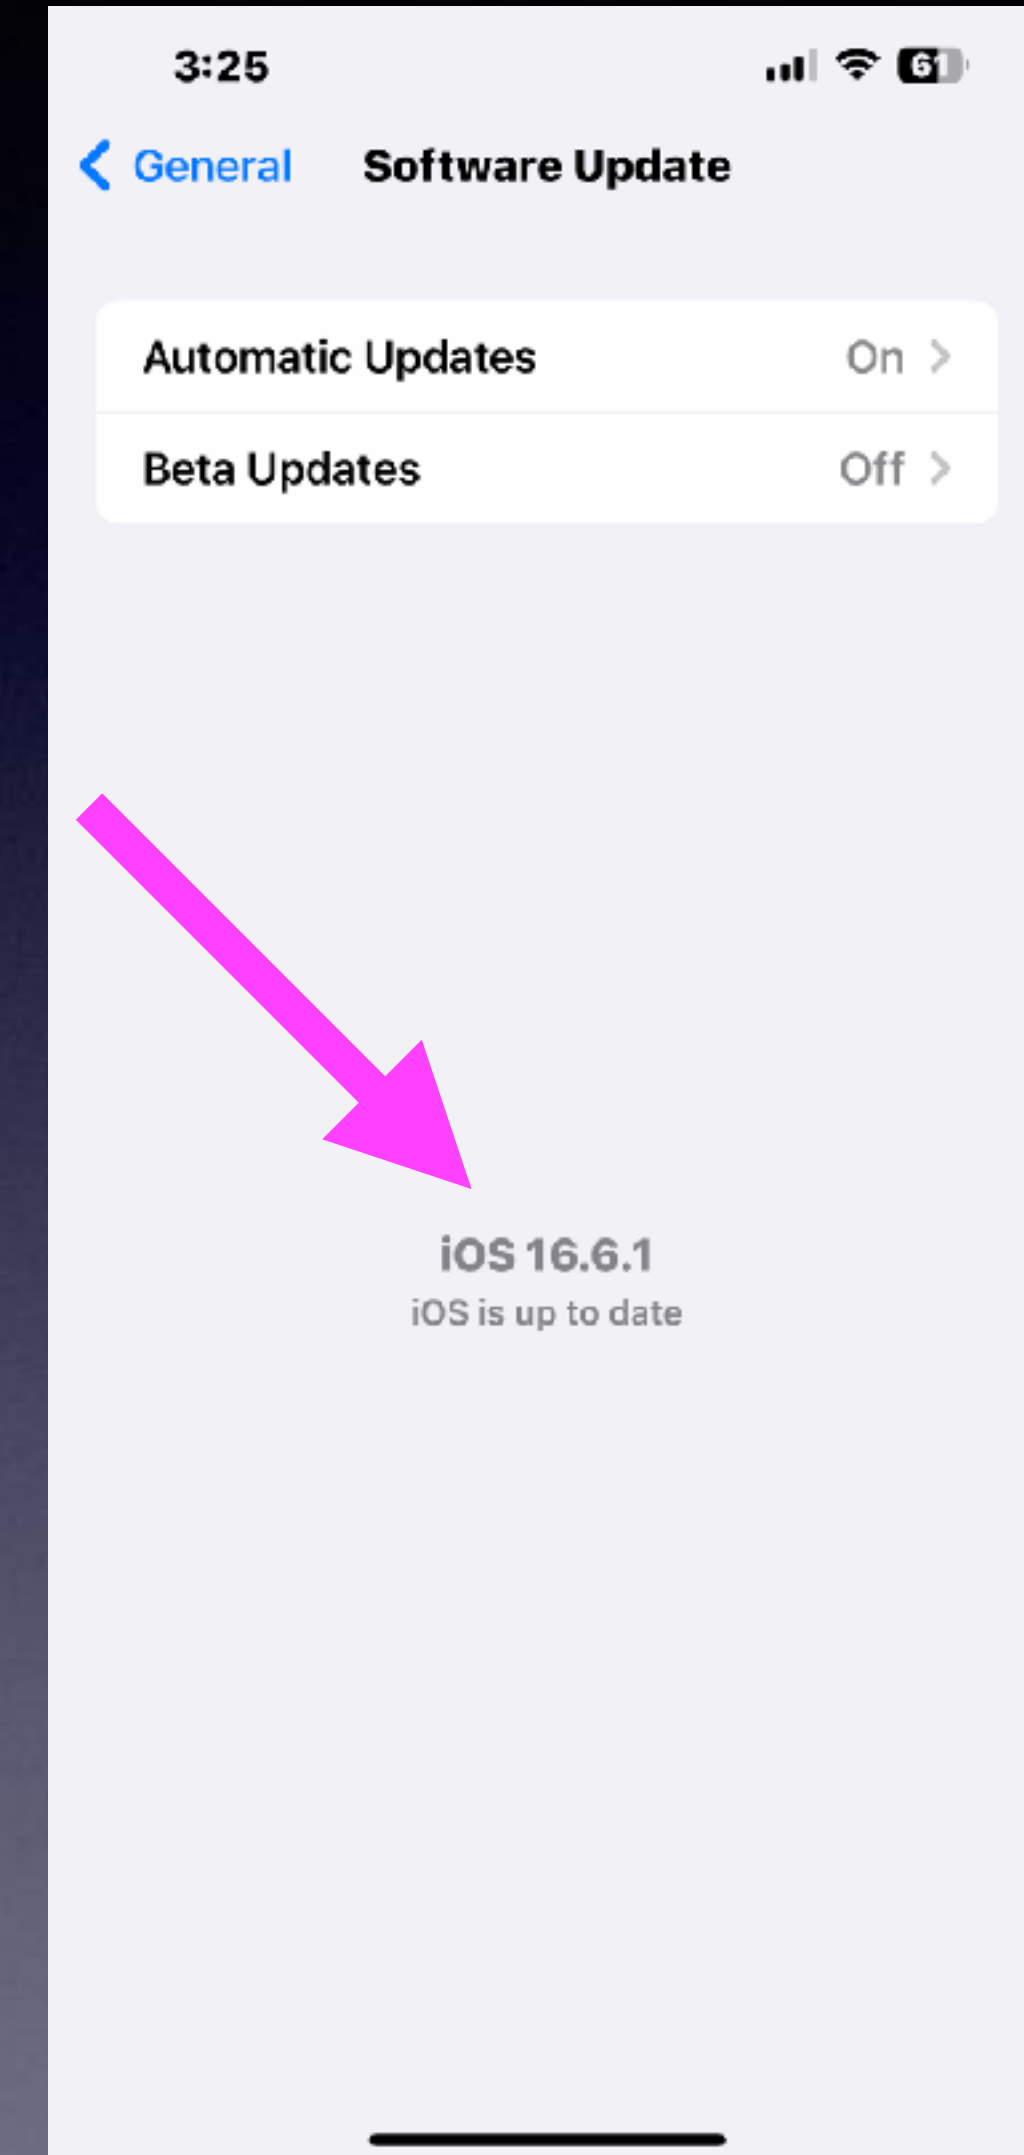 3:25
61
General Software Update
Automatic Updates On
Beta Updates Off
iOS 16.6.1
iOS is up to date